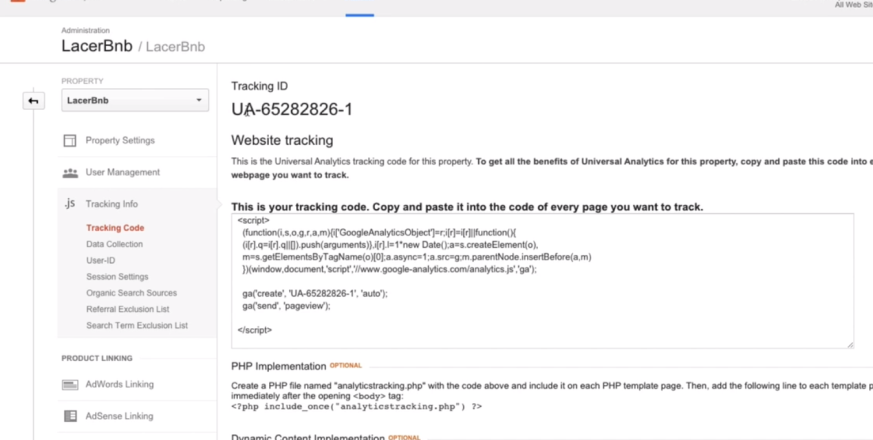 All Web Sit
Administration
LacerBnb / LacerBnb
PROPERTY
LacerBnb
Property Settings
User Management
.js Tracking Info
Tracking Code
Data Collection
User-ID
Session Settings
Organic Search Sources
Referral Exclusion List
Search Term Exclusion List
PRODUCT LINKING
AdWords Linking
AdSense Linking
Tracking ID
UA-65282826-1
Website tracking
This is the Universal Analytics tracking code for this property. To get all the benefits of Universal Analytics for this property, copy and paste this code into e
webpage you want to track.
This is your tracking code. Copy and paste it into the code of every page you want to track.
<script>
(function(i,s,o,g,r,a,m){i['GoogleAnalyticsObject']=r;i[r]=i[r]||function(){
(i[r].q=i[r].q||[]).push(arguments)},i[r].l=1*new Date();a=s.createElement(o),
m=s.getElementsByTagName(o)[0];a.async=1;a.src=g;m.parentNode.insertBefore(a,m)
})(window,document,'script','//www.google-analytics.com/analytics.js','ga');
ga('create', 'UA-65282826-1', 'auto');
ga('send', 'pageview');
</script>
PHP Implementation OPTIONAL
Create a PHP file named "analyticstracking.php" with the code above and include it on each PHP template page. Then, add the following line to each template p
immediately after the opening <body> tag:
<?php include_once("analyticstracking.php") ?>
Dynamic Content Implementation OPTIONAL